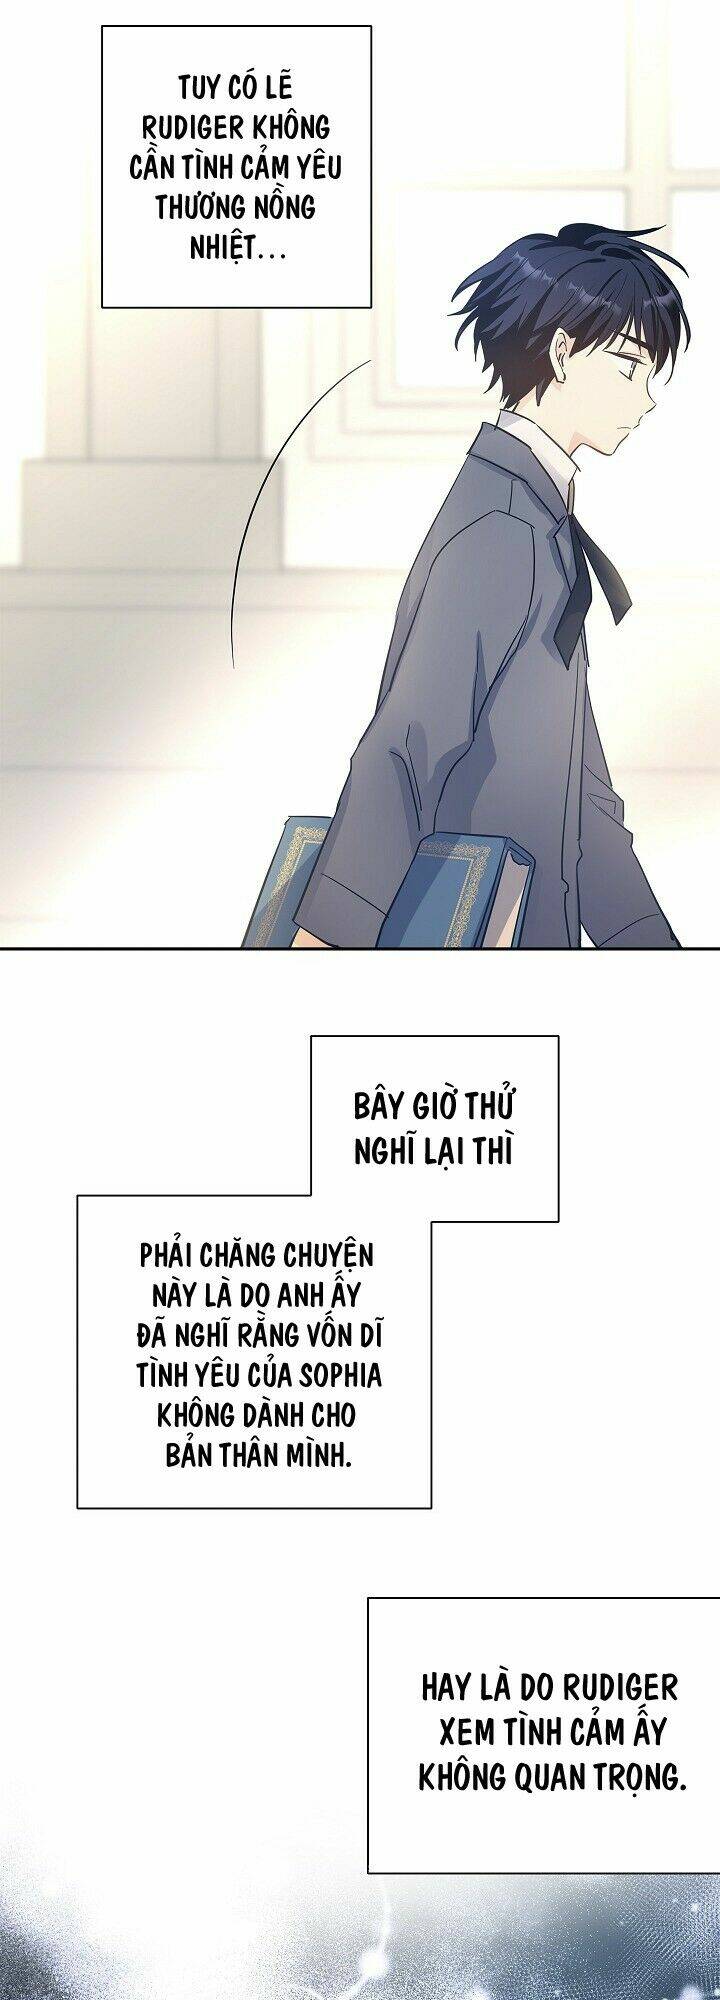 TUY CÓ LẼ
RUDIGER KHÔNG
CẦN TÌNH CẢM YÊU
THƯƠNG NỒNG
NHIỆT...
BÂY GIỜ THỬ
NGHĨ LẠI THÌ
PHẢI CHĂNG CHUYỆN
NÀY LÀ DO ANH ẤY
ĐÃ NGHĨ RẰNG VỐN DĨ
TÌNH YÊU CỦA SOPHIA
KHÔNG DÀNH CHO
BẢN THÂN MÌNH.
HAY LÀ DO RUDIGER
XEM TÌNH CẢM ẤY
KHÔNG QUAN TRỌNG.